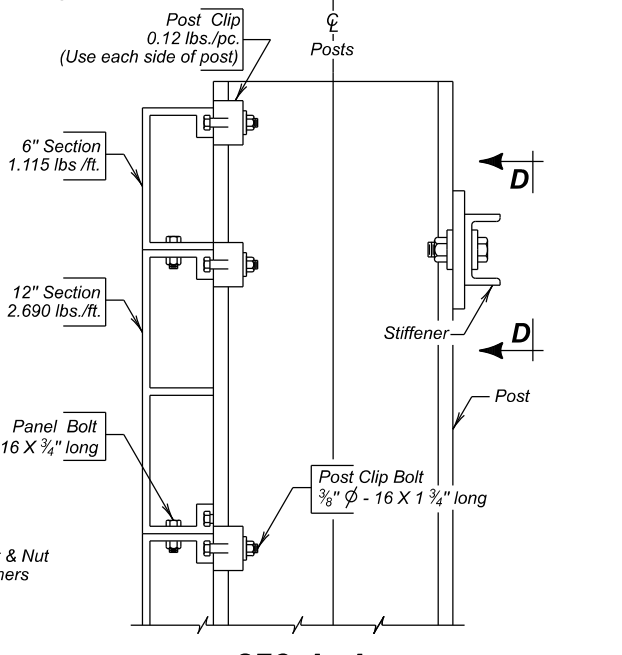 Post Clip
0.12 lbs./pc.
(Use each side of post)
℄
Posts
6" Section
1.115 lbs /ft.
D
12" Section
2.690 lbs./ft.
Stiffener
D
Post
Panel Bolt
16 X ¾" long
Post Clip Bolt
⅜" ϕ - 16 X 1 ¾" long
& Nut